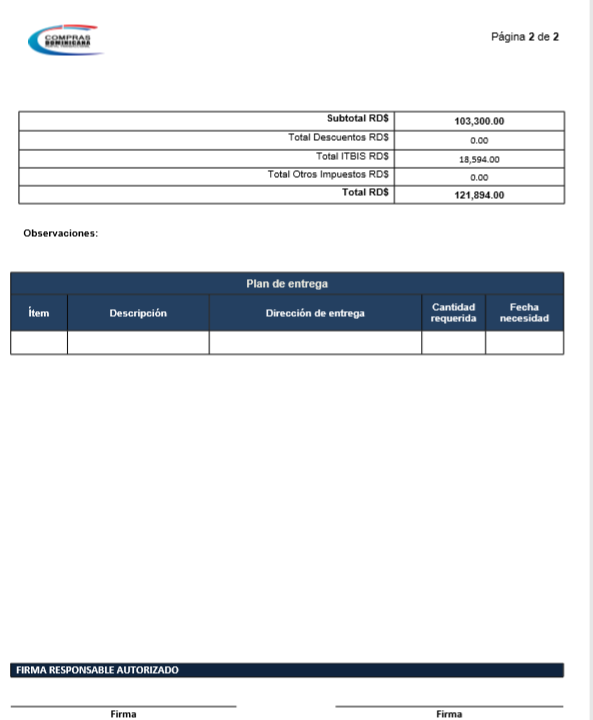 COMPRAS
DOMINICANA
Página 2 de 2
Subtotal RD$ 103,300.00
Total Descuentos RD$ 0.00
Total ITBIS RD$ 18,594.00
Total Otros Impuestos RD$ 0.00
Total RD$ 121,894.00
Observaciones:
Plan de entrega
Ítem Descripción Dirección de entrega Cantidad requerida Fecha necesidad
FIRMA RESPONSABLE AUTORIZADO
Firma Firma